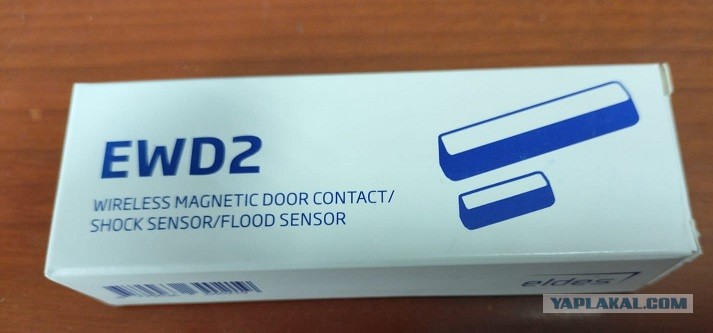 EWD2
WIRELESS MAGNETIC DOOR CONTACT/
SHOCK SENSOR/FLOOD SENSOR
eldes
YAPLAKAL.COM